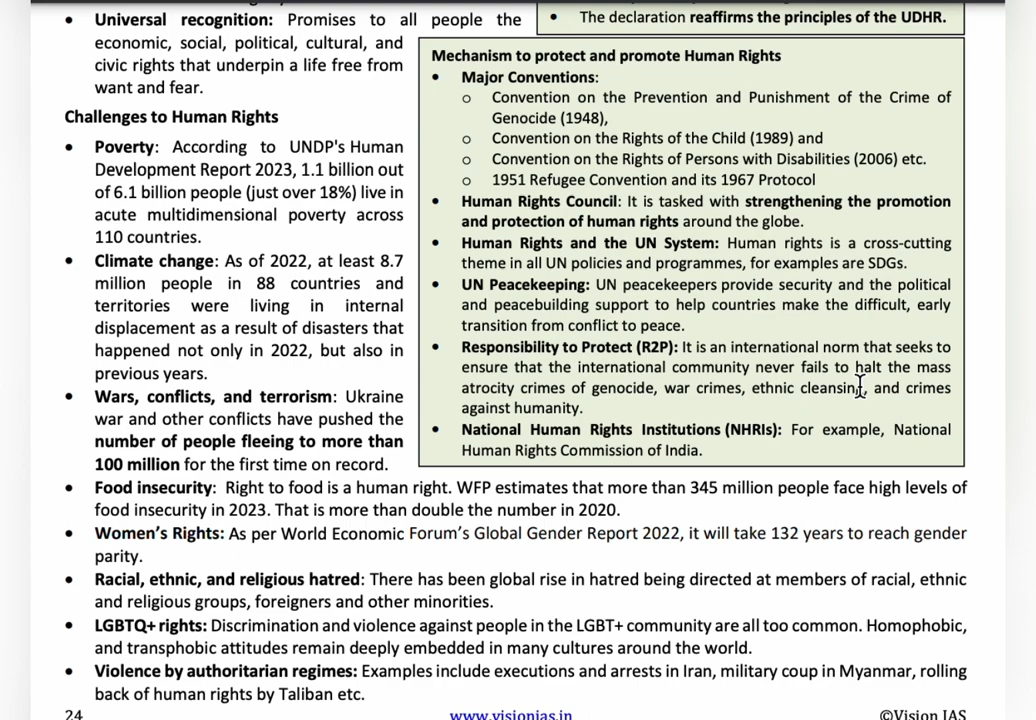 • Universal recognition: Promises to all people the
economic, social, political, cultural, and
civic rights that underpin a life free from
want and fear.
Challenges to Human Rights
• Poverty: According to UNDP's Human
Development Report 2023, 1.1 billion out
of 6.1 billion people (just over 18%) live in
acute multidimensional poverty across
110 countries.
• Climate change: As of 2022, at least 8.7
million people in 88 countries and
territories were living in internal
displacement as a result of disasters that
happened not only in 2022, but also in
previous years.
• Wars, conflicts, and terrorism: Ukraine
war and other conflicts have pushed the
number of people fleeing to more than
100 million for the first time on record.
• The declaration reaffirms the principles of the UDHR.
Mechanism to protect and promote Human Rights
• Major Conventions:
o Convention on the Prevention and Punishment of the Crime of
Genocide (1948),
o Convention on the Rights of the Child (1989) and
o Convention on the Rights of Persons with Disabilities (2006) etc.
o 1951 Refugee Convention and its 1967 Protocol
• Human Rights Council: It is tasked with strengthening the promotion
and protection of human rights around the globe.
• Human Rights and the UN System: Human rights is a cross-cutting
theme in all UN policies and programmes, for examples are SDGs.
• UN Peacekeeping: UN peacekeepers provide security and the political
and peacebuilding support to help countries make the difficult, early
transition from conflict to peace.
• Responsibility to Protect (R2P): It is an international norm that seeks to
ensure that the international community never fails to halt the mass
atrocity crimes of genocide, war crimes, ethnic cleansing, and crimes
against humanity.
• National Human Rights Institutions (NHRIs): For example, National
Human Rights Commission of India.
• Food insecurity: Right to food is a human right. WFP estimates that more than 345 million people face high levels of
food insecurity in 2023. That is more than double the number in 2020.
• Women's Rights: As per World Economic Forum's Global Gender Report 2022, it will take 132 years to reach gender
parity.
• Racial, ethnic, and religious hatred: There has been global rise in hatred being directed at members of racial, ethnic
and religious groups, foreigners and other minorities.
• LGBTQ+ rights: Discrimination and violence against people in the LGBT+ community are all too common. Homophobic,
and transphobic attitudes remain deeply embedded in many cultures around the world.
• Violence by authoritarian regimes: Examples include executions and arrests in Iran, military coup in Myanmar, rolling
back of human rights by Taliban etc.
24 www.visionias.in ©Vision IAS